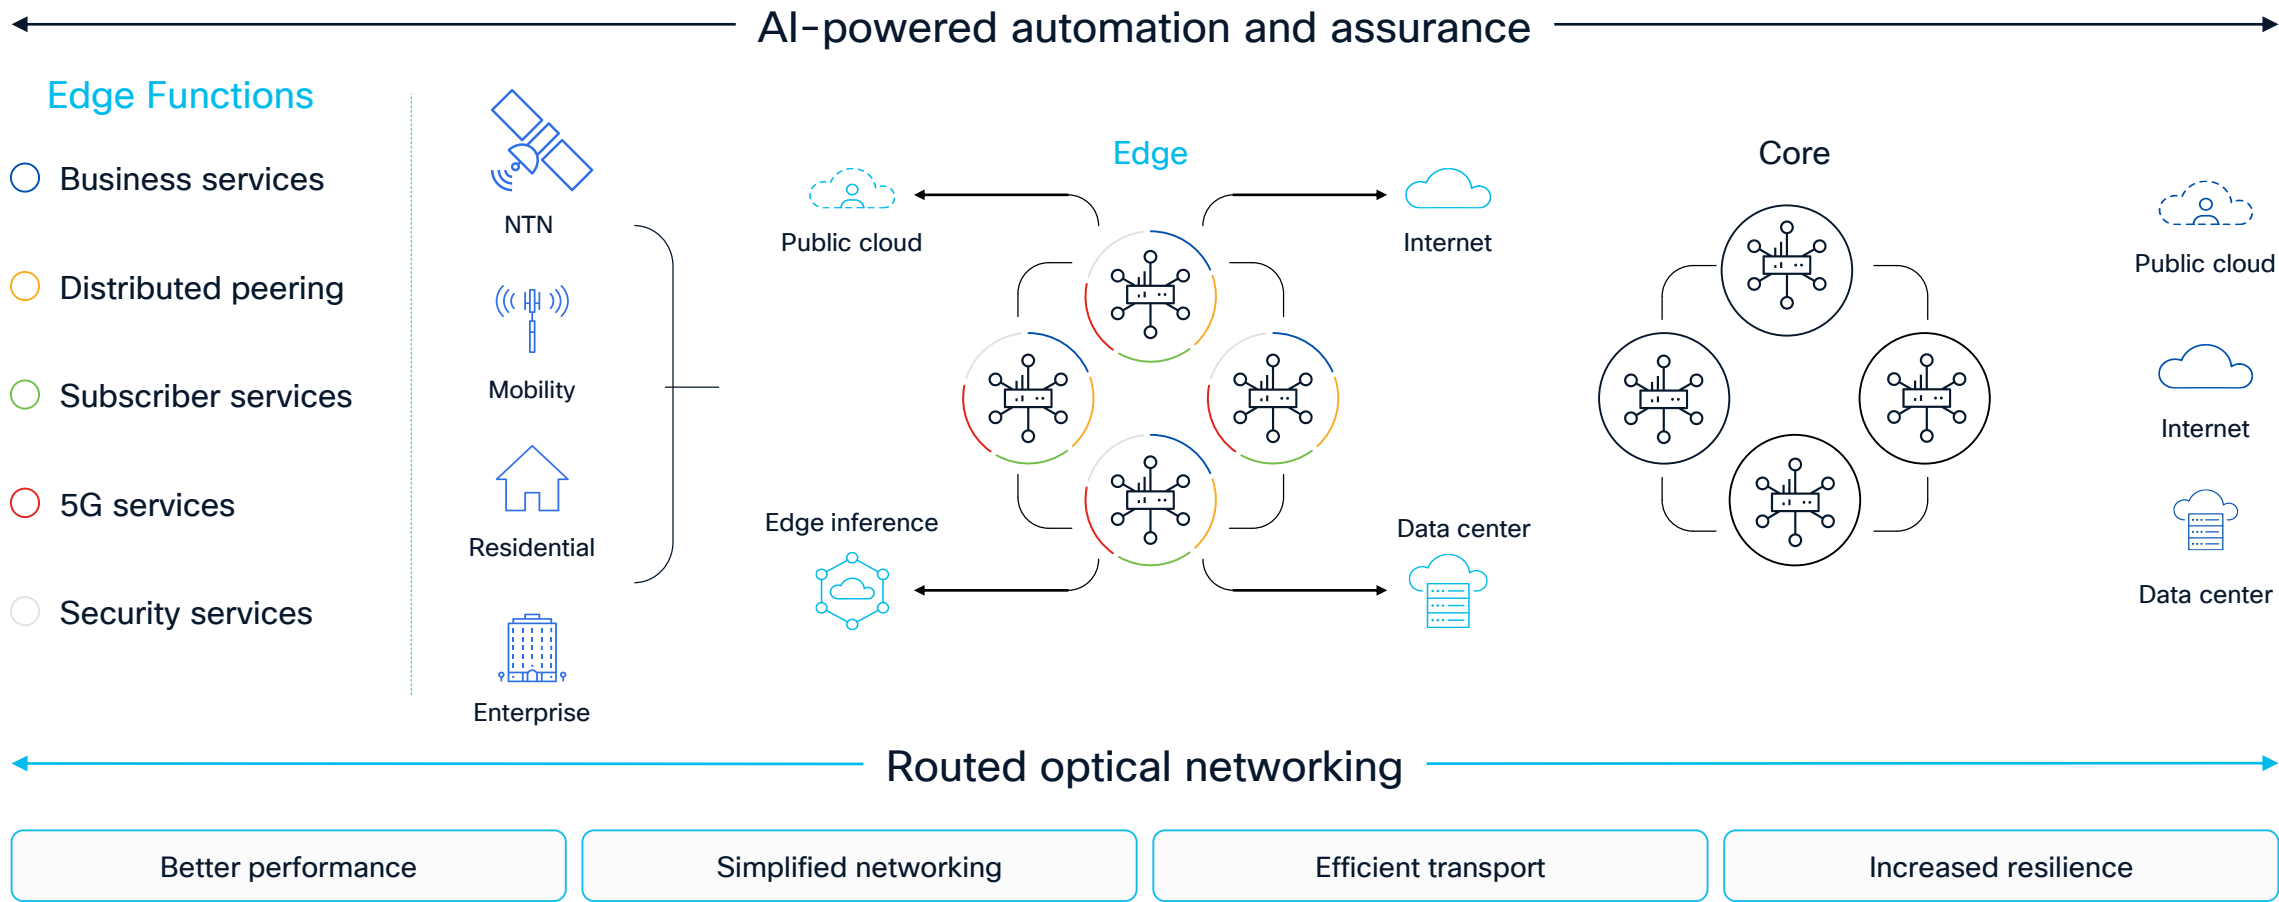 AI-powered automation and assurance
Edge Functions
Business services
Distributed peering
Subscriber services
5G services
Security services
NTN
Mobility
Residential
Enterprise
Edge
Public cloud
Internet
Edge inference
Data center
Core
Public cloud
Internet
Data center
Routed optical networking
Better performance
Simplified networking
Efficient transport
Increased resilience